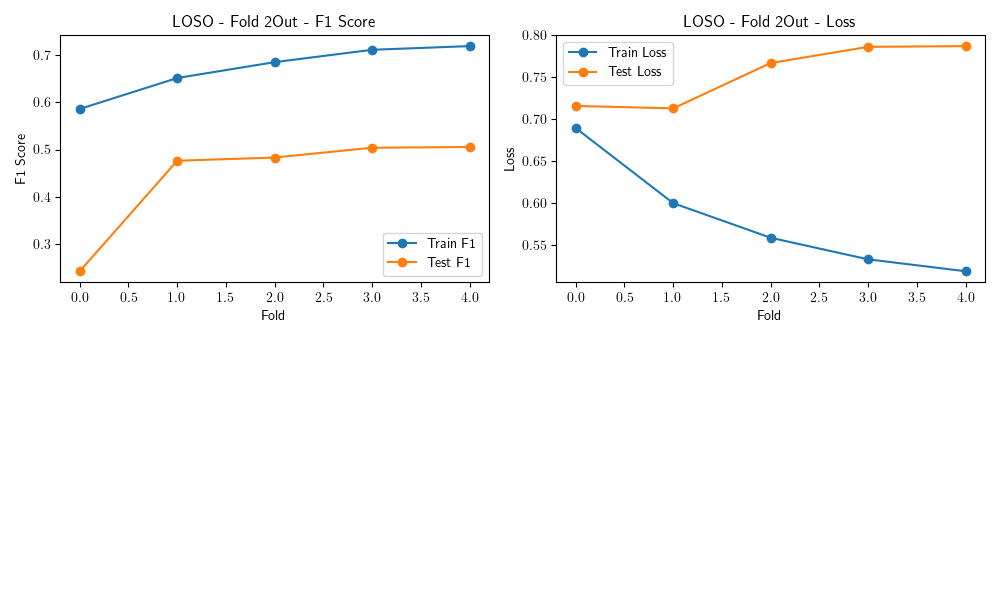 LOSO - Fold 2Out - F1 Score
F1 Score
0.7
0.6
0.5
0.4
0.3
Train F1
Test F1
0.0 0.5 1.0 1.5 2.0 2.5 3.0 3.5 4.0
Fold
LOSO - Fold 2Out - Loss
Loss
0.80
0.75
0.70
0.65
0.60
0.55
Train Loss
Test Loss
0.0 0.5 1.0 1.5 2.0 2.5 3.0 3.5 4.0
Fold